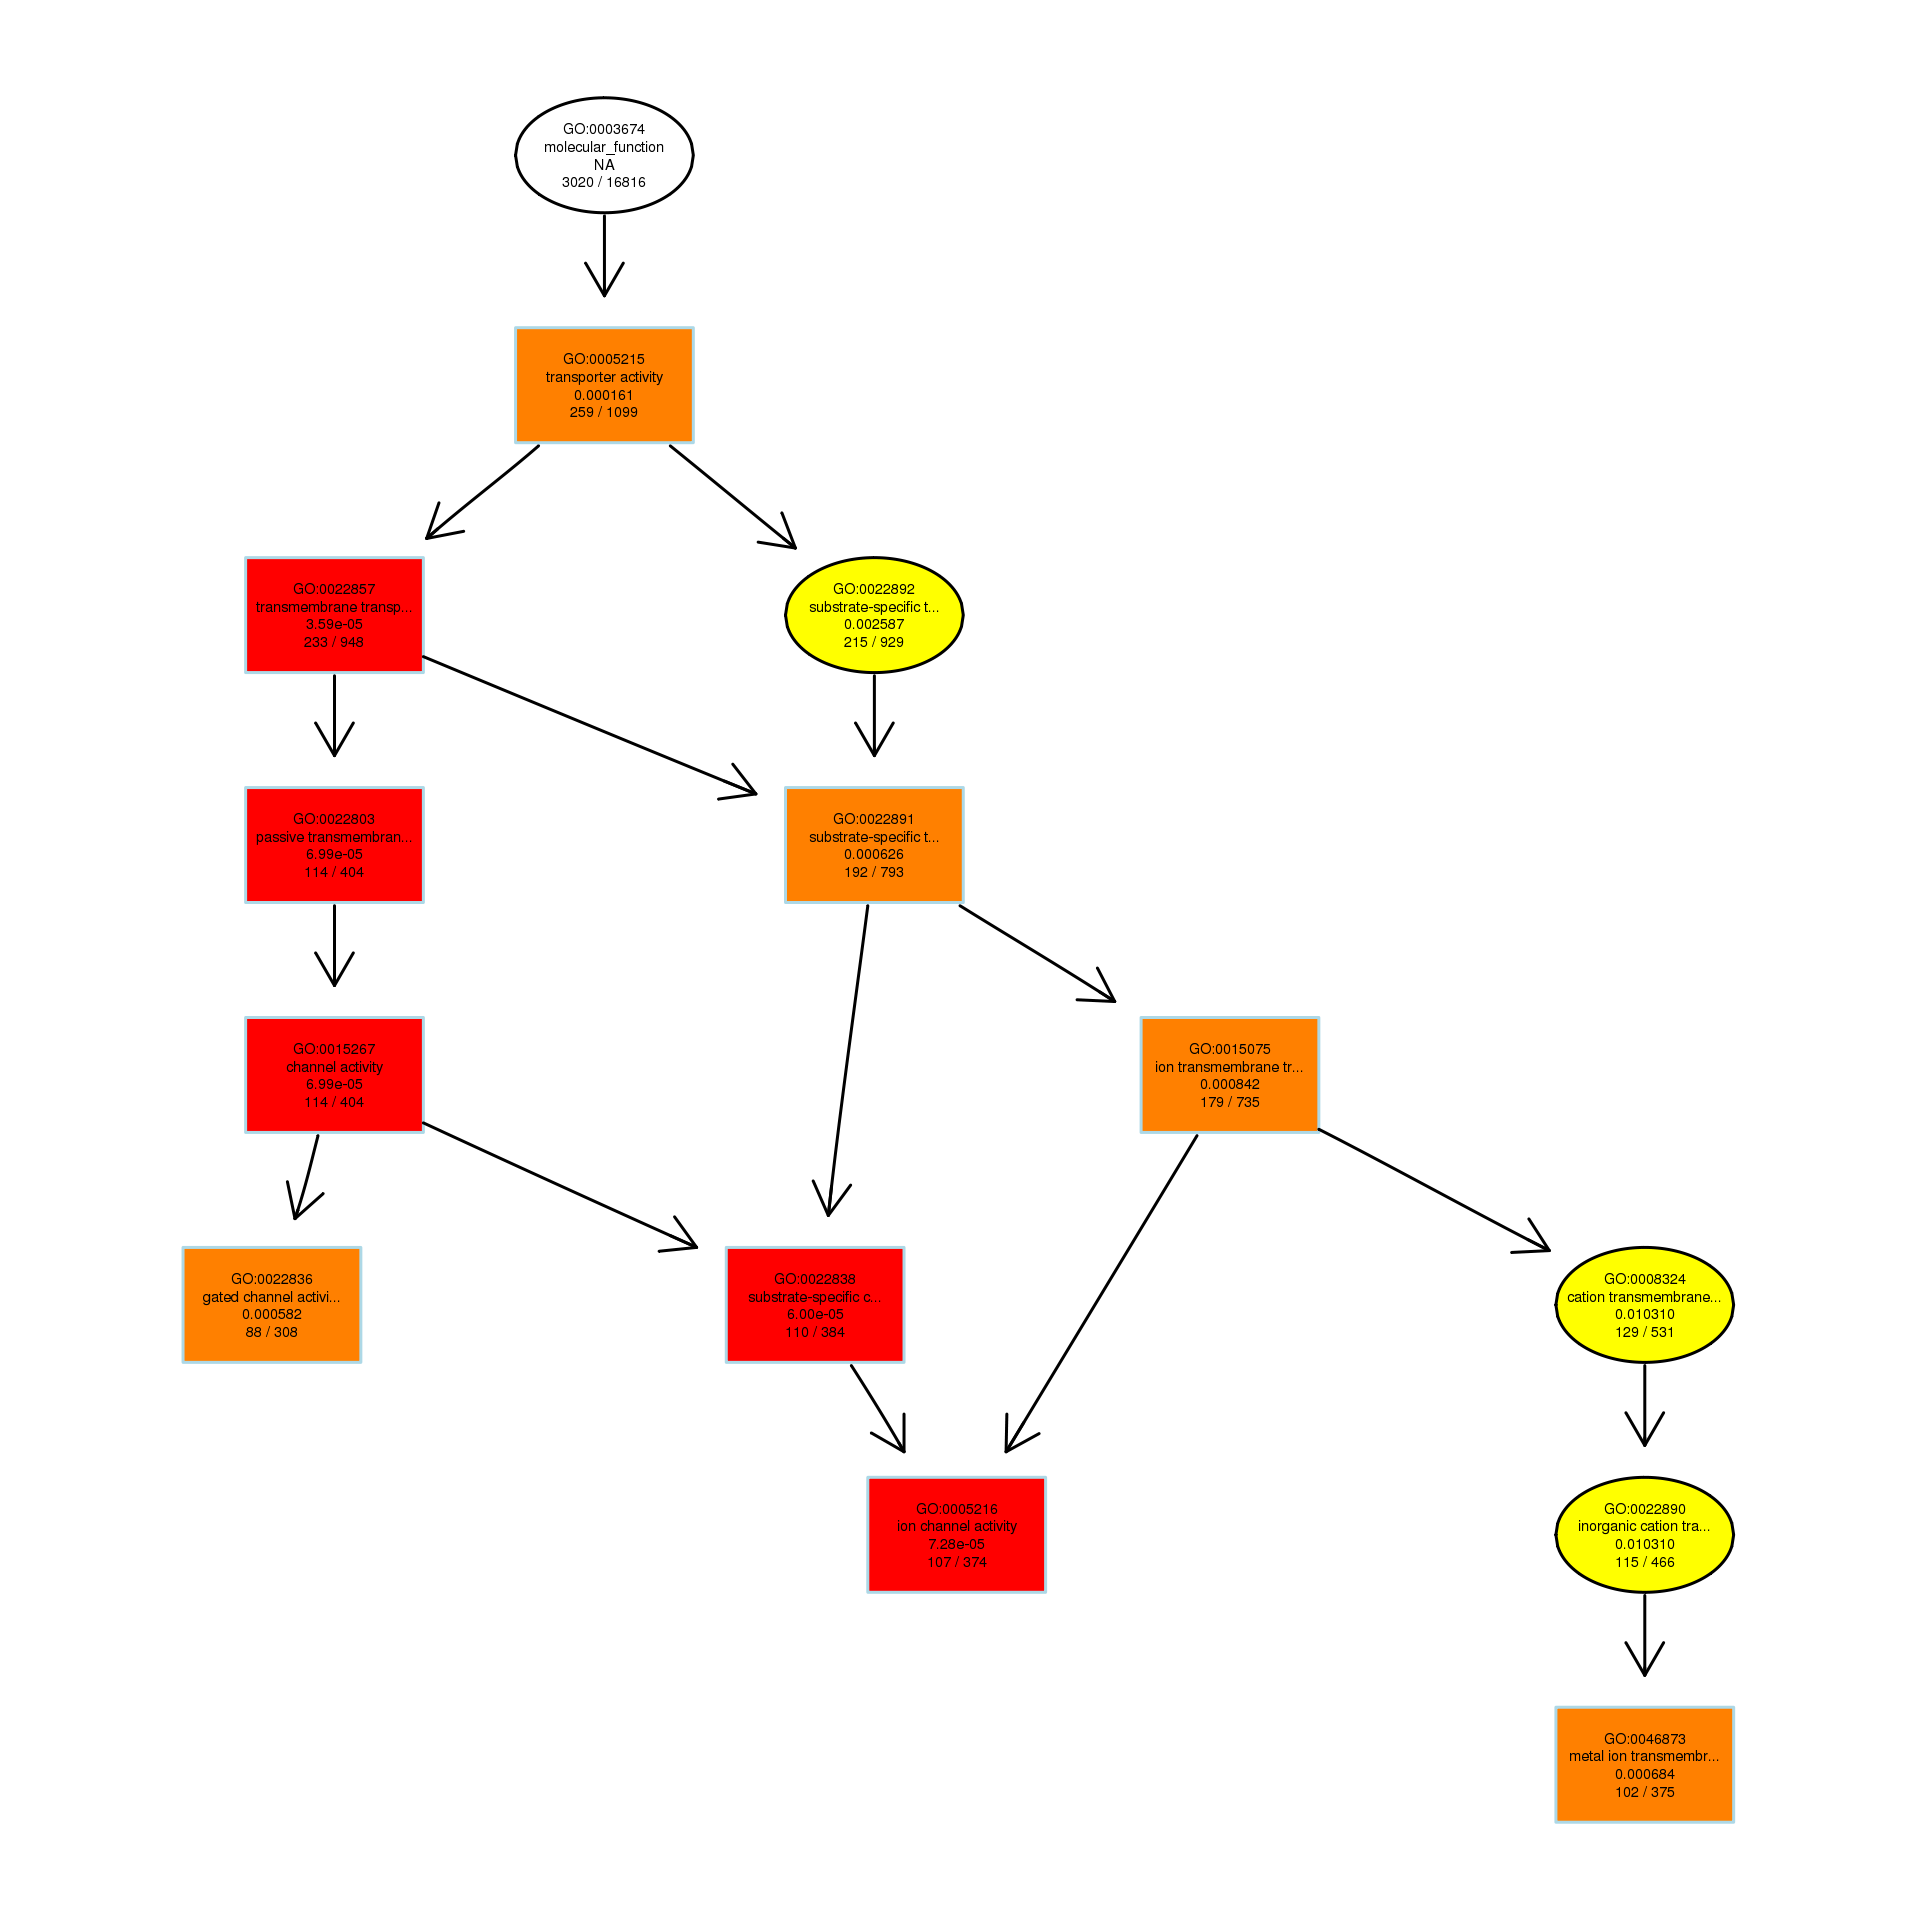 GO:0003674
molecular_function
NA
3020 / 16816
GO:0005215
transporter activity
0.000161
259 / 1099
GO:0022857
transmembrane transp...
3.59e-05
233 / 948
GO:0022892
substrate-specific t...
0.002587
215 / 929
GO:0022803
passive transmembran...
6.99e-05
114 / 404
GO:0022891
substrate-specific t...
0.000626
192 / 793
GO:0015267
channel activity
6.99e-05
114 / 404
GO:0015075
ion transmembrane tr...
0.000842
179 / 735
GO:0022836
gated channel activi...
0.000582
88 / 308
GO:0022838
substrate-specific c...
6.00e-05
110 / 384
GO:0008324
cation transmembrane...
0.010310
129 / 531
GO:0005216
ion channel activity
7.28e-05
107 / 374
GO:0022890
inorganic cation tra...
0.010310
115 / 466
GO:0046873
metal ion transmembr...
0.000684
102 / 375